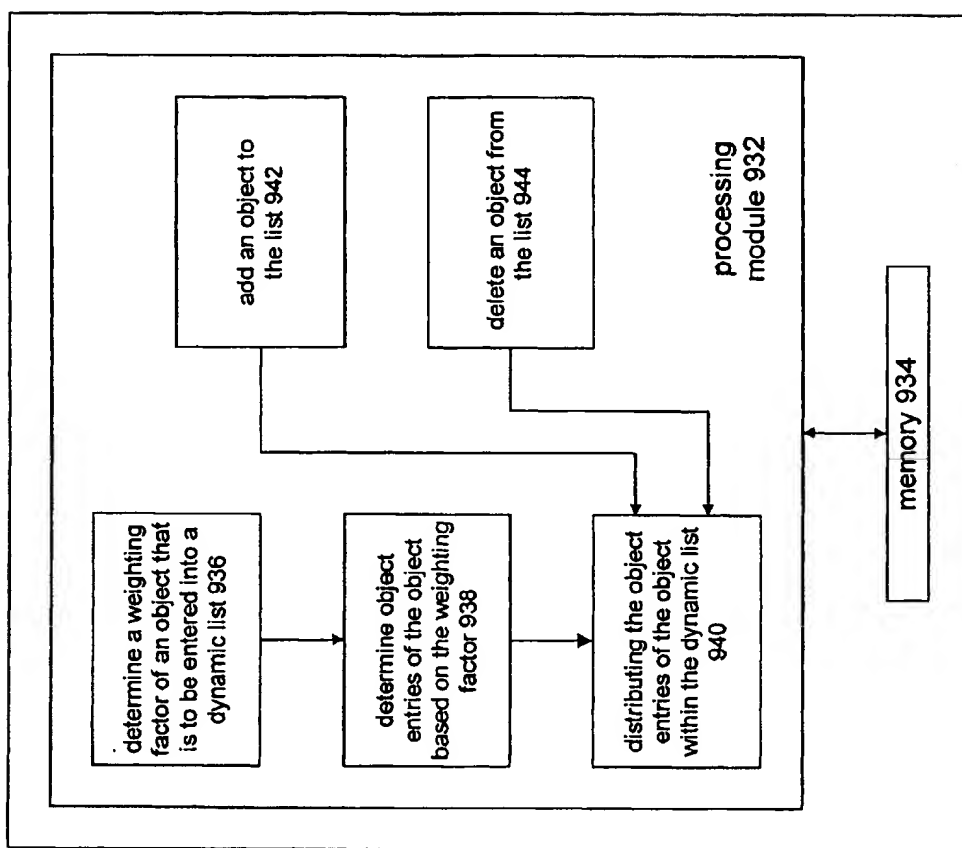 determine a weighting
factor of an object that
is to be entered into a
dynamic list 936
determine object
entries of the object
based on the weighting
factor 938
distributing the object
entries of the object
within the dynamic list
940
add an object to
the list 942
delete an object from
the list 944
processing
module 932
memory 934